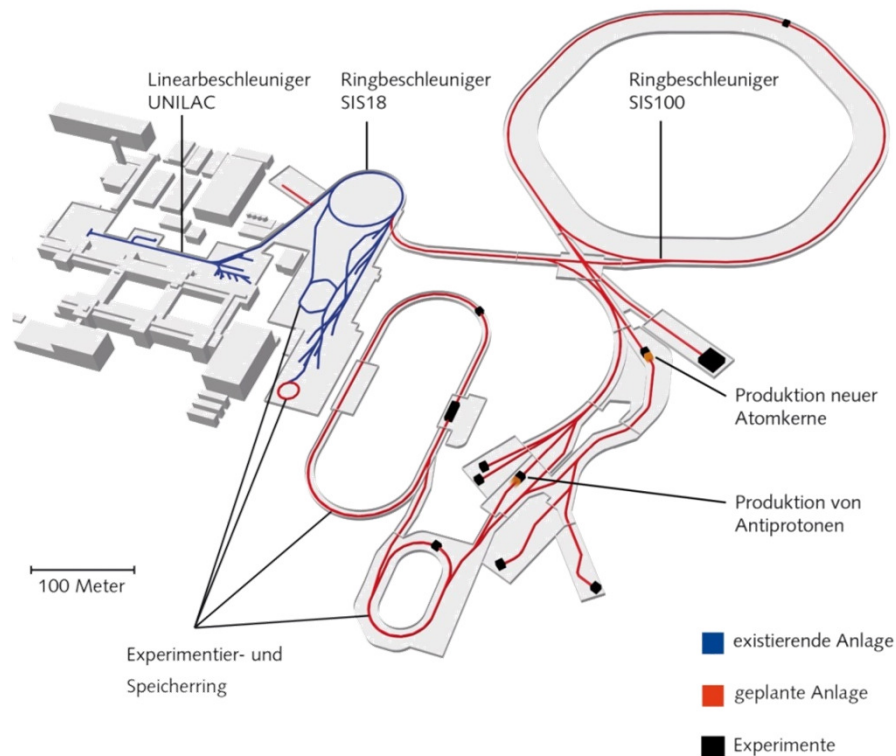 Linearbeschleuniger
UNILAC
Ringbeschleuniger
SIS18
Ringbeschleuniger
SIS100
Produktion neuer
Atomkerne
Produktion von
Antiprotonen
100 Meter
Experimentier- und
Speicherring
existierende Anlage
geplante Anlage
Experimente